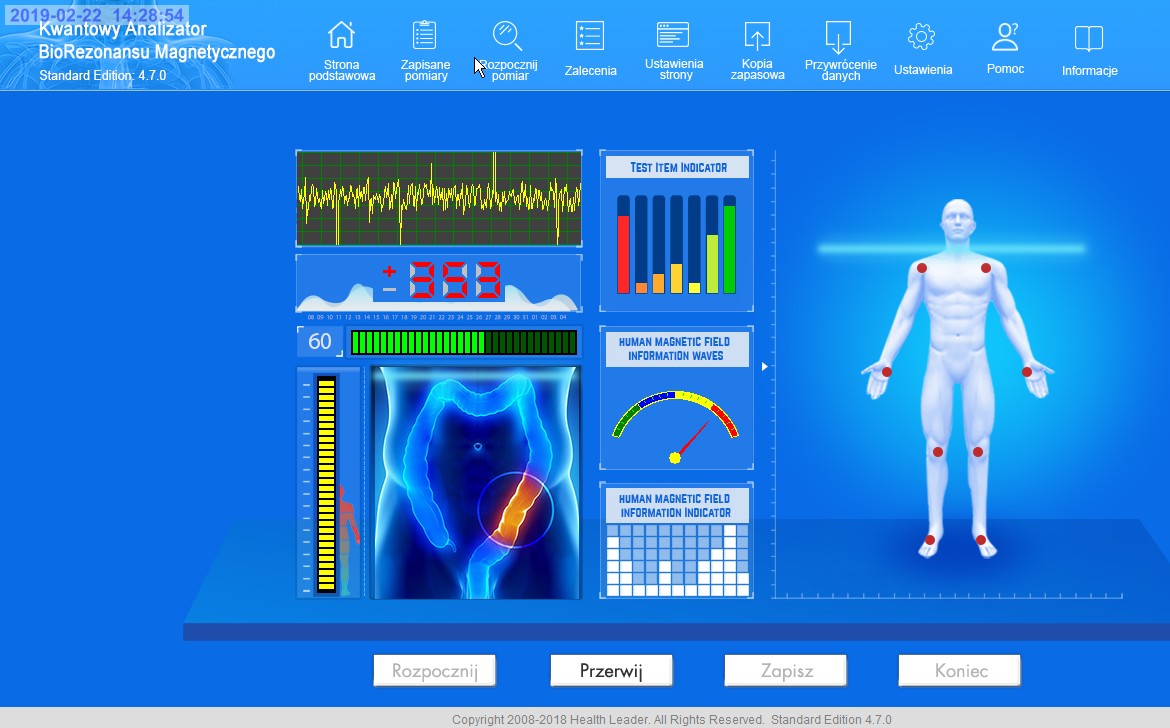 2019-02-22 14:28:54
Kwantowy Analizator
BioRezonansu Magnetycznego
Standard Edition: 4.7.0
Strona
podstawowa
Zapisane
pomiary
Rozpocznij
pomiar
Zalecenia
Ustawienia
strony
Kopia
zapasowa
Przywrócenie
danych
Ustawienia
Pomoc
Informacje
TEST ITEM INDICATOR
+ 353
08 09 10 11 12 13 14 15 16 17 18 19 20 21 22 23 24 25 26 27 28 29 30 31 01 02 03 04
60
HUMAN MAGNETIC FIELD
INFORMATION WAVES
HUMAN MAGNETIC FIELD
INFORMATION INDICATOR
Rozpocznij
Przerwij
Zapisz
Koniec
Copyright 2008-2018 Health Leader. All Rights Reserved. Standard Edition 4.7.0